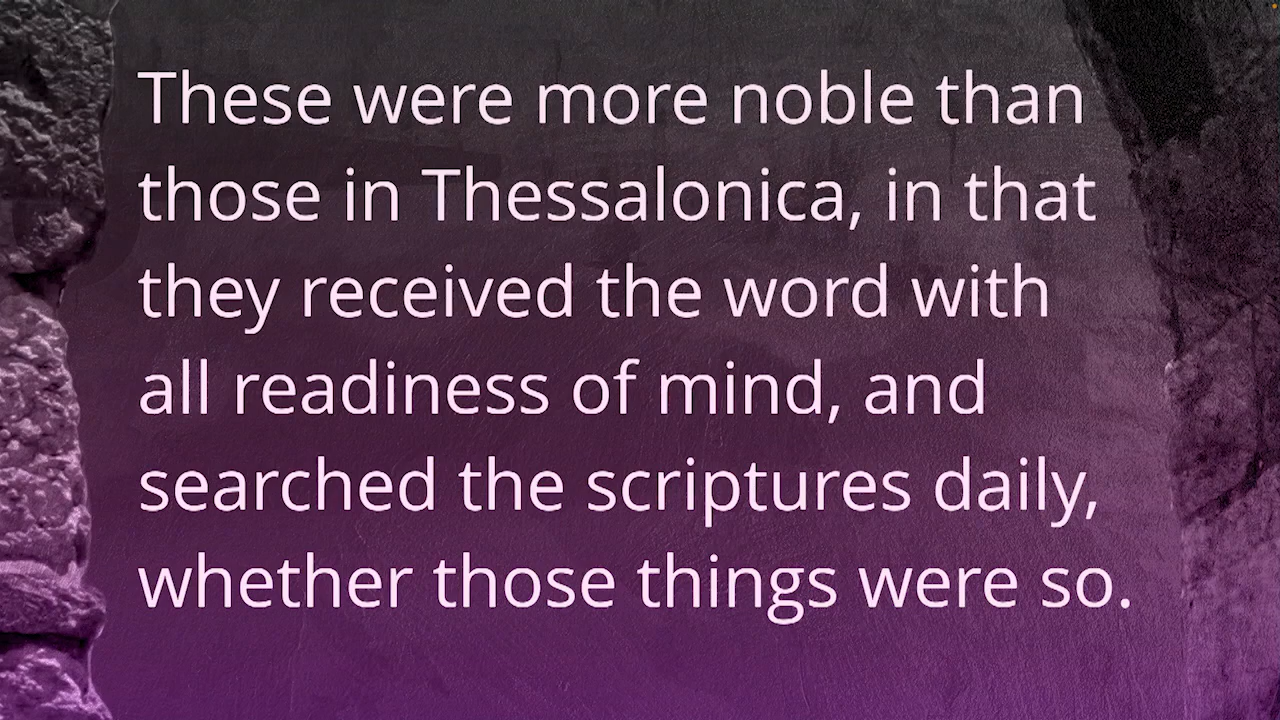 These were more noble than
those in Thessalonica, in that
they received the word with
all readiness of mind, and
searched the scriptures daily,
whether those things were so.